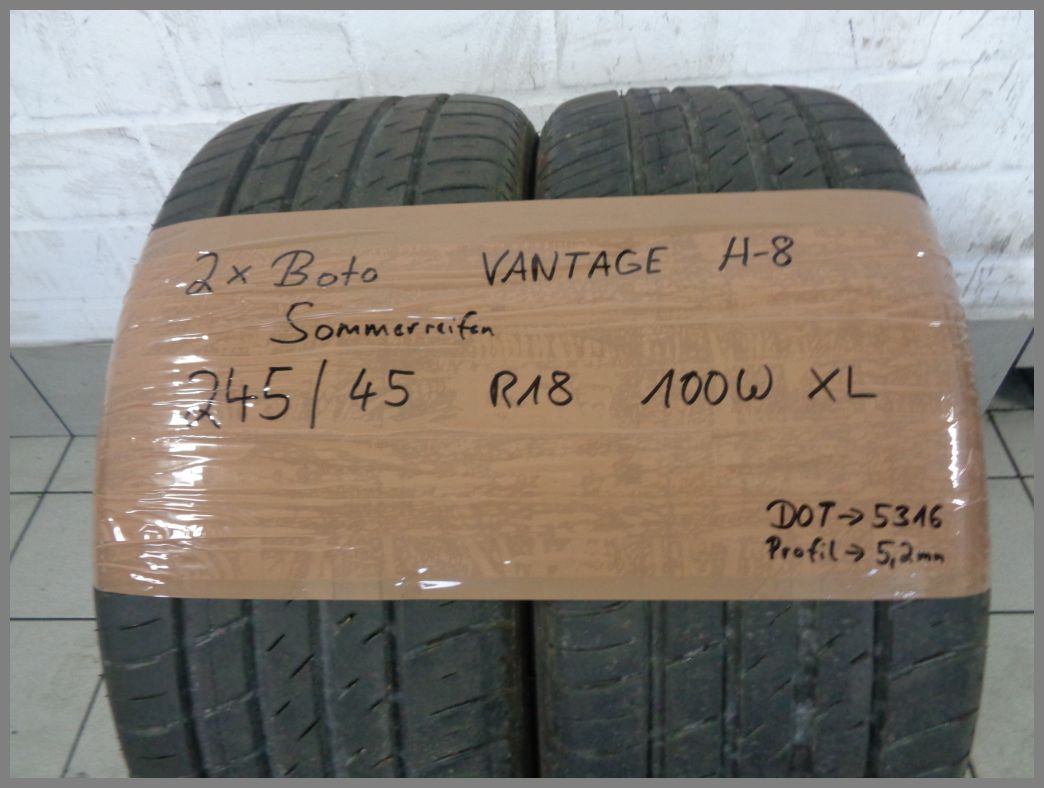 2x Boto VANTAGE H-8
Sommerreifen
245/45 R18 100W XL
DOT→5316
Profil→5,2mm